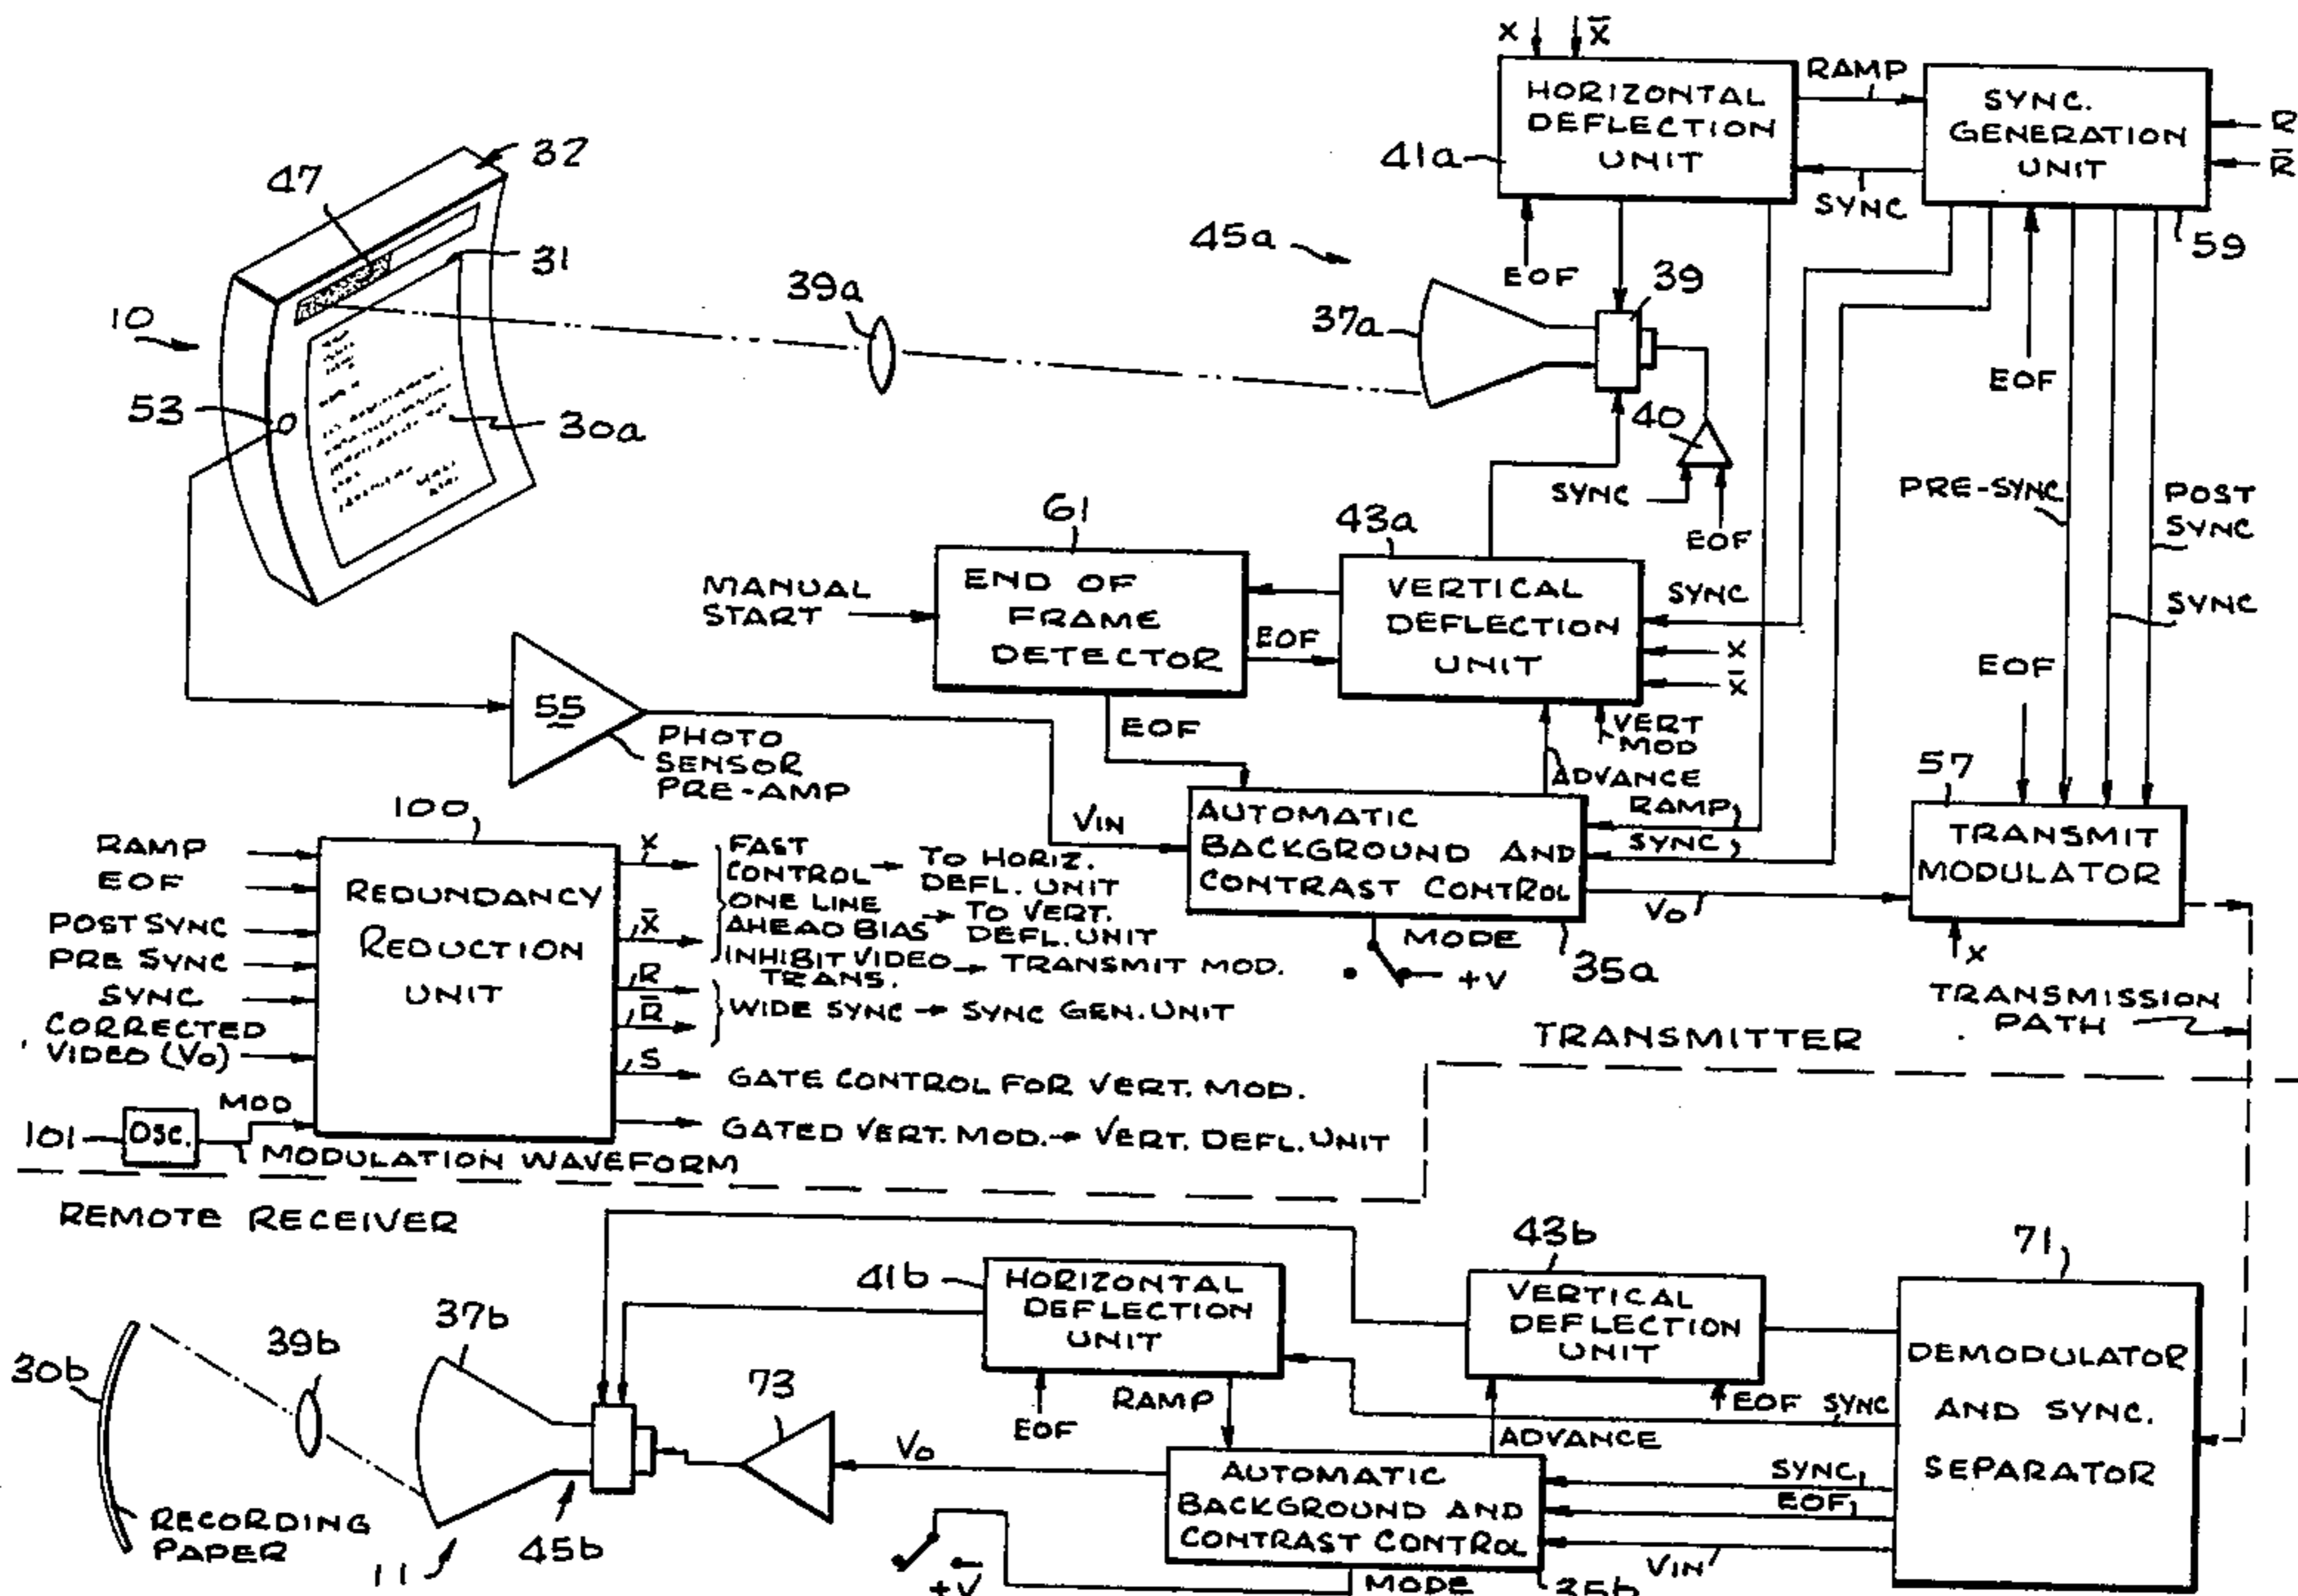 X X̅
HORIZONTAL
DEFLECTION
UNIT
41a
RAMP
SYNC
SYNC.
GENERATION
UNIT
R
R̅
59
32
47
31
10
53
30a
39a
45a
EOF
37a
39
40
SYNC
EOF
EOF
PRE-SYNC
POST
SYNC
SYNC
EOF
61
END OF
FRAME
DETECTOR
MANUAL
START
EOF
43a
VERTICAL
DEFLECTION
UNIT
SYNC
X
X̅
VERT
MOD
ADVANCE
EOF
55
PHOTO
SENSOR
PRE-AMP
VIN
AUTOMATIC
BACKGROUND AND
CONTRAST CONTROL
RAMP
SYNC
VO
MODE
35a
+V
57
TRANSMIT
MODULATOR
X
TRANSMISSION
PATH
100
RAMP
EOF
POST SYNC
PRE SYNC
SYNC
CORRECTED
VIDEO (VO)
MOD
101
OSC.
MODULATION WAVEFORM
REDUNDANCY
REDUCTION
UNIT
X
X̅
R
R̅
S
FAST
CONTROL → TO HORIZ.
DEFL. UNIT
ONE LINE
AHEAD BIAS → TO VERT.
DEFL. UNIT
INHIBIT VIDEO → TRANSMIT MOD.
TRANS.
WIDE SYNC → SYNC GEN. UNIT
GATE CONTROL FOR VERT. MOD.
GATED VERT. MOD. → VERT. DEFL. UNIT
TRANSMITTER
REMOTE RECEIVER
41b
HORIZONTAL
DEFLECTION
UNIT
43b
VERTICAL
DEFLECTION
UNIT
71
DEMODULATOR
AND SYNC.
SEPARATOR
30b
39b
37b
73
EOF
RAMP
EOF SYNC
ADVANCE
VO
AUTOMATIC
BACKGROUND AND
CONTRAST CONTROL
SYNC
EOF
VIN
RECORDING
PAPER
11
45b
+V
MODE
35b